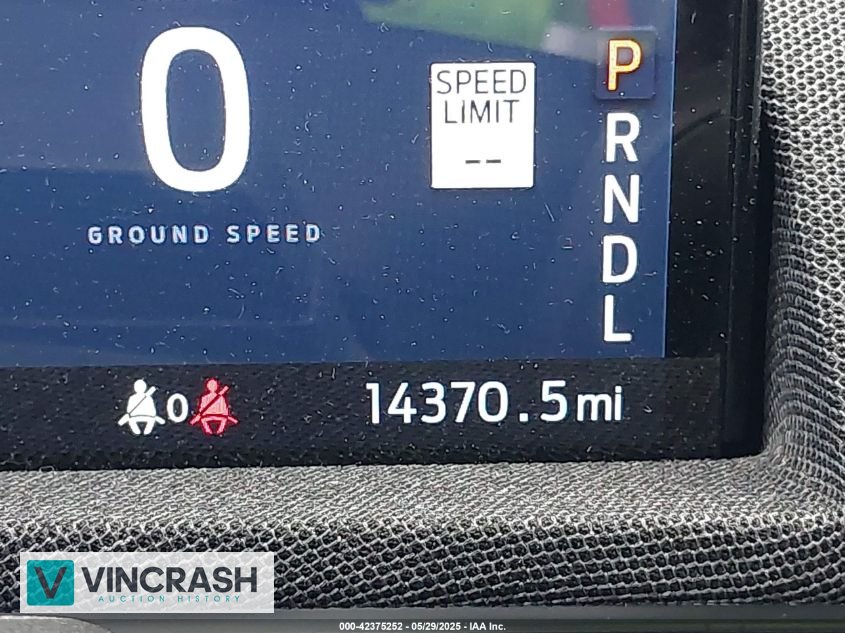 0
GROUND SPEED
SPEED
LIMIT
--
P
R
N
D
L
0
14370.5mi
V VINCRASH
AUCTION HISTORY
000-42375252 - 05/29/2025 - IAA Inc.